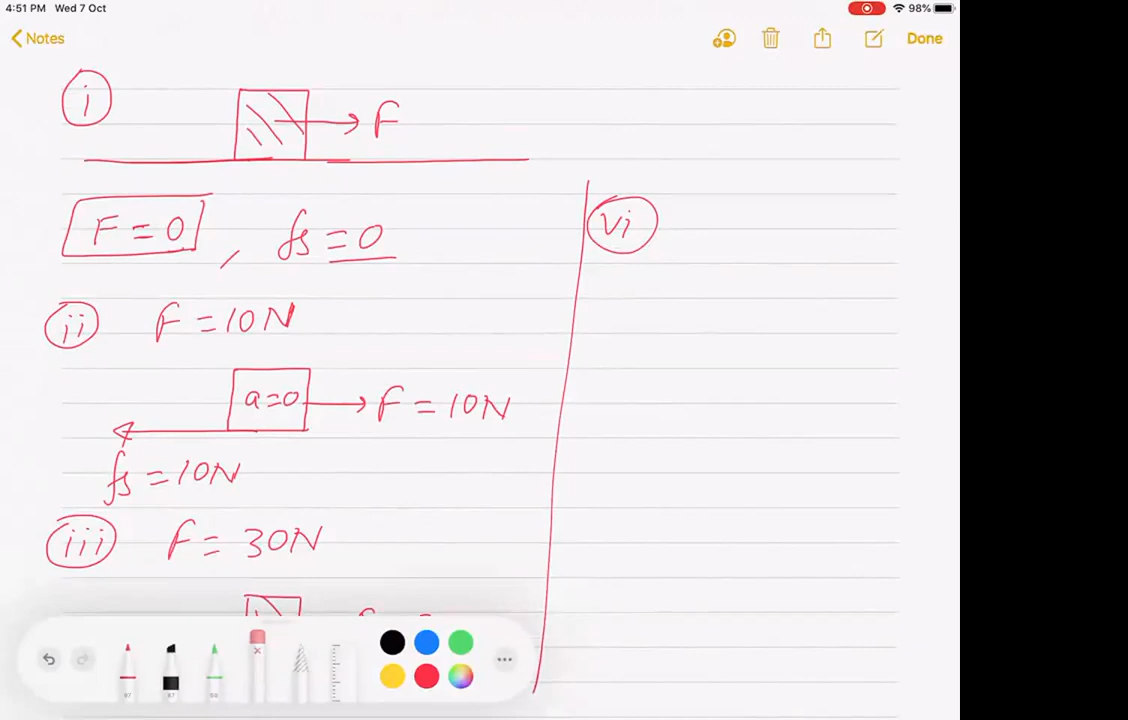 4:51 PM Wed 7 Oct
98%
Notes
Done
i
F
F = 0 , fs = 0
ii F = 10N
a=0 F = 10N
fs = 10N
iii F = 30N
vi